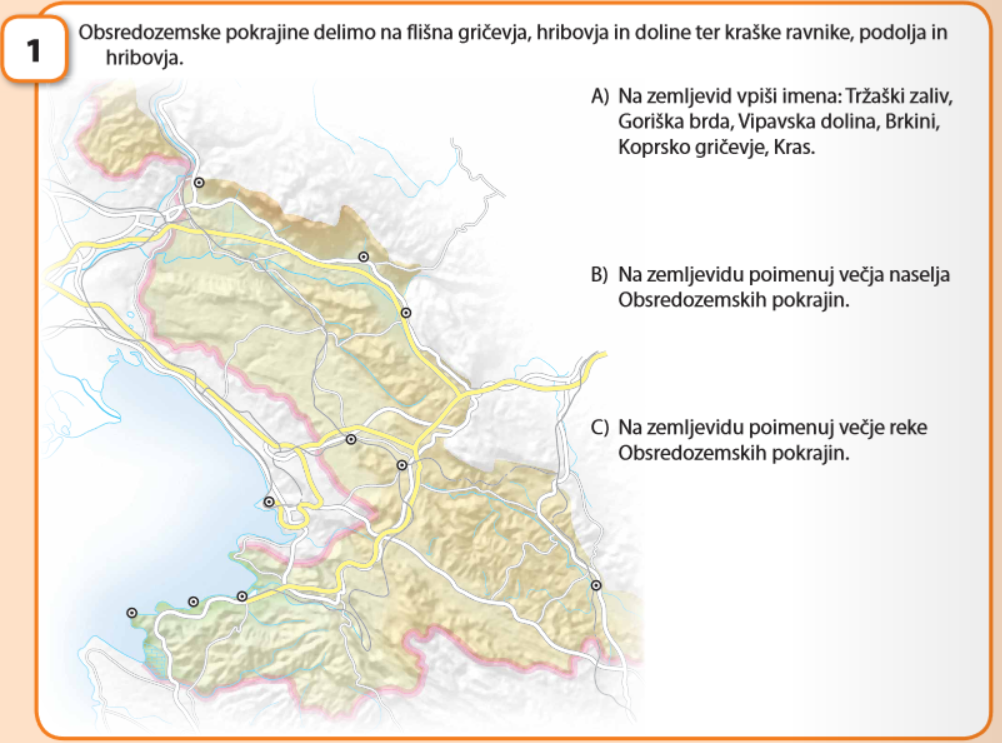 1
Obsredozemske pokrajine delimo na flišna gričevja, hribovja in doline ter kraške ravnike, podolja in
hribovja.
A) Na zemljevid vpiši imena: Tržaški zaliv,
Goriška brda, Vipavska dolina, Brkini,
Koprsko gričevje, Kras.
B) Na zemljevidu poimenuj večja naselja
Obsredozemskih pokrajin.
C) Na zemljevidu poimenuj večje reke
Obsredozemskih pokrajin.